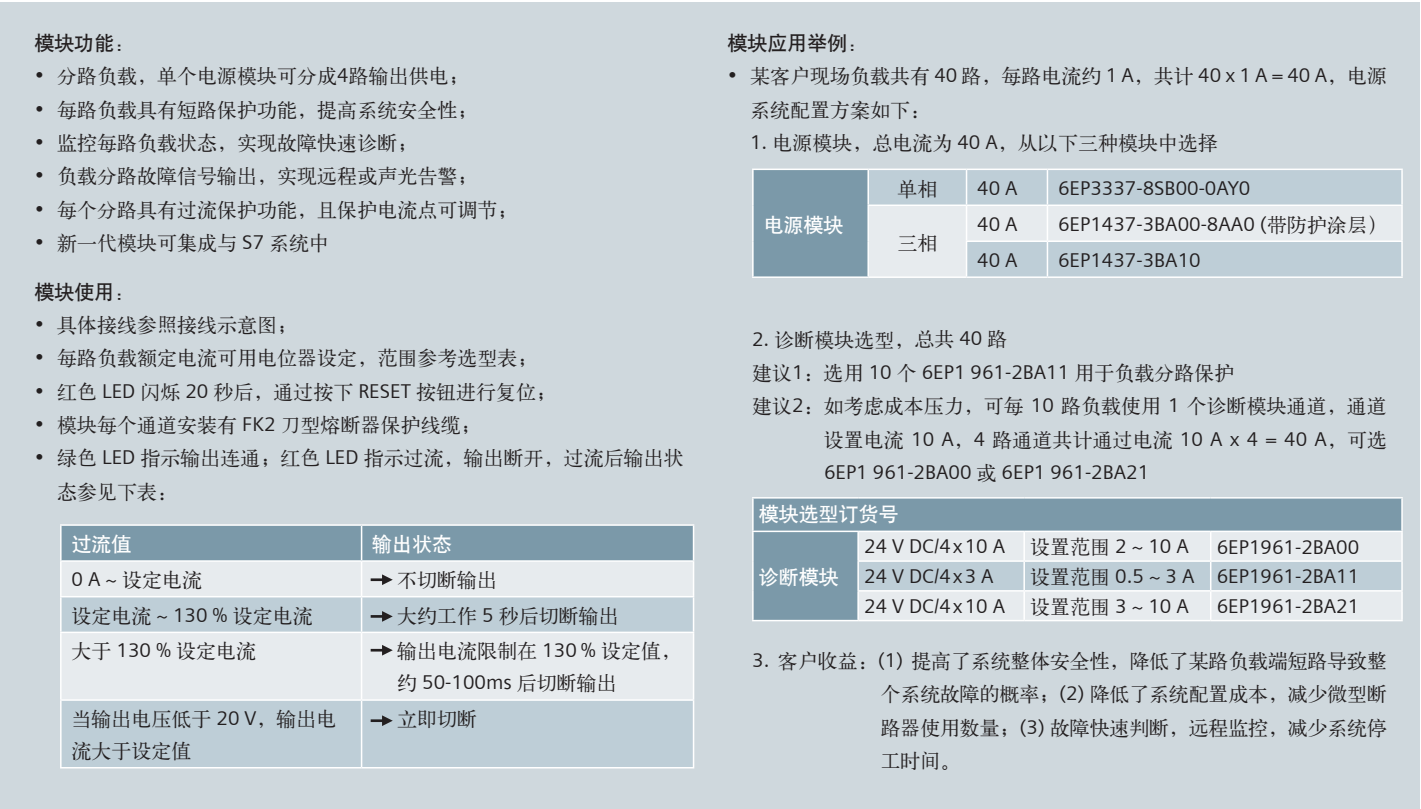 模块功能：
• 分路负载，单个电源模块可分成4路输出供电；
• 每路负载具有短路保护功能，提高系统安全性；
• 监控每路负载状态，实现故障快速诊断；
• 负载分路故障信号输出，实现远程或声光告警；
• 每个分路具有过流保护功能，且保护电流点可调节；
• 新一代模块可集成与 S7 系统中
模块使用：
• 具体接线参照接线示意图；
• 每路负载额定电流可用电位器设定，范围参考选型表；
• 红色 LED 闪烁 20 秒后，通过按下 RESET 按钮进行复位；
• 模块每个通道安装有 FK2 刀型熔断器保护线缆；
• 绿色 LED 指示输出连通；红色 LED 指示过流，输出断开，过流后输出状
态参见下表：
过流值 输出状态
0 A ~ 设定电流 → 不切断输出
设定电流 ~ 130 % 设定电流 → 大约工作 5 秒后切断输出
大于 130 % 设定电流 → 输出电流限制在 130 % 设定值，
约 50-100ms 后切断输出
当输出电压低于 20 V，输出电 → 立即切断
流大于设定值
模块应用举例：
• 某客户现场负载共有 40 路，每路电流约 1 A，共计 40 x 1 A = 40 A，电源
系统配置方案如下：
1. 电源模块，总电流为 40 A，从以下三种模块中选择
电源模块 单相 40 A 6EP3337-8SB00-0AY0
三相 40 A 6EP1437-3BA00-8AA0 (带防护涂层）
40 A 6EP1437-3BA10
2. 诊断模块选型，总共 40 路
建议1：选用 10 个 6EP1 961-2BA11 用于负载分路保护
建议2：如考虑成本压力，可每 10 路负载使用 1 个诊断模块通道，通道
设置电流 10 A，4 路通道共计通过电流 10 A x 4 = 40 A，可选
6EP1 961-2BA00 或 6EP1 961-2BA21
模块选型订货号
诊断模块 24 V DC/4 x 10 A 设置范围 2 ~ 10 A 6EP1961-2BA00
24 V DC/4 x 3 A 设置范围 0.5 ~ 3 A 6EP1961-2BA11
24 V DC/4 x 10 A 设置范围 3 ~ 10 A 6EP1961-2BA21
3. 客户收益：(1) 提高了系统整体安全性，降低了某路负载端短路导致整
个系统故障的概率；(2) 降低了系统配置成本，减少微型断
路器使用数量；(3) 故障快速判断，远程监控，减少系统停
工时间。